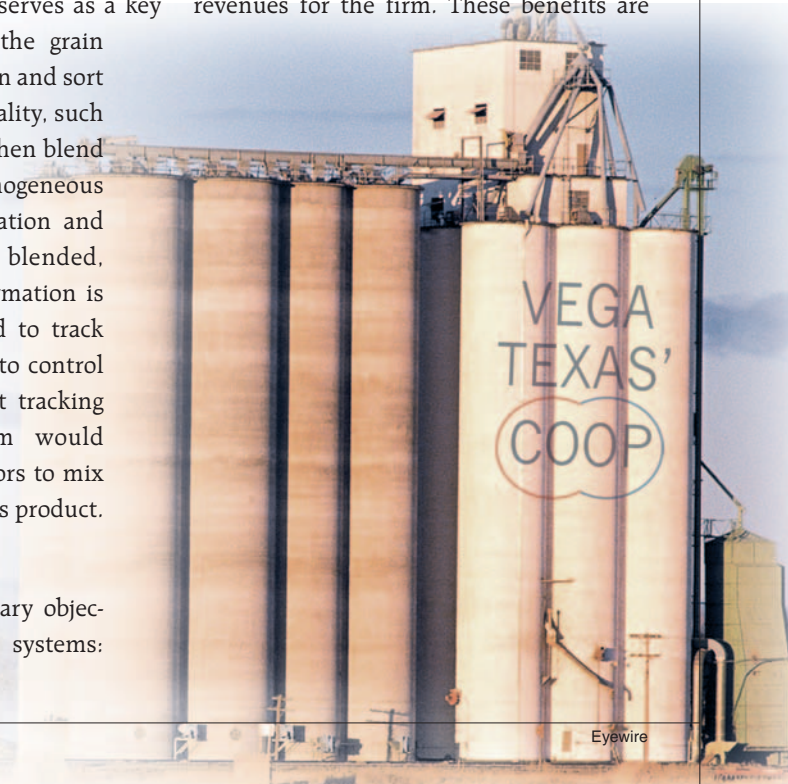 serves as a key
the grain
n and sort
ality, such
hen blend
nogeneous
ation and
blended,
mation is
d to track
to control
t tracking
m would
ors to mix
s product.
ary objec-
systems:
revenues for the firm. These benefits are
VEGA
TEXAS’
COOP
Eyewire